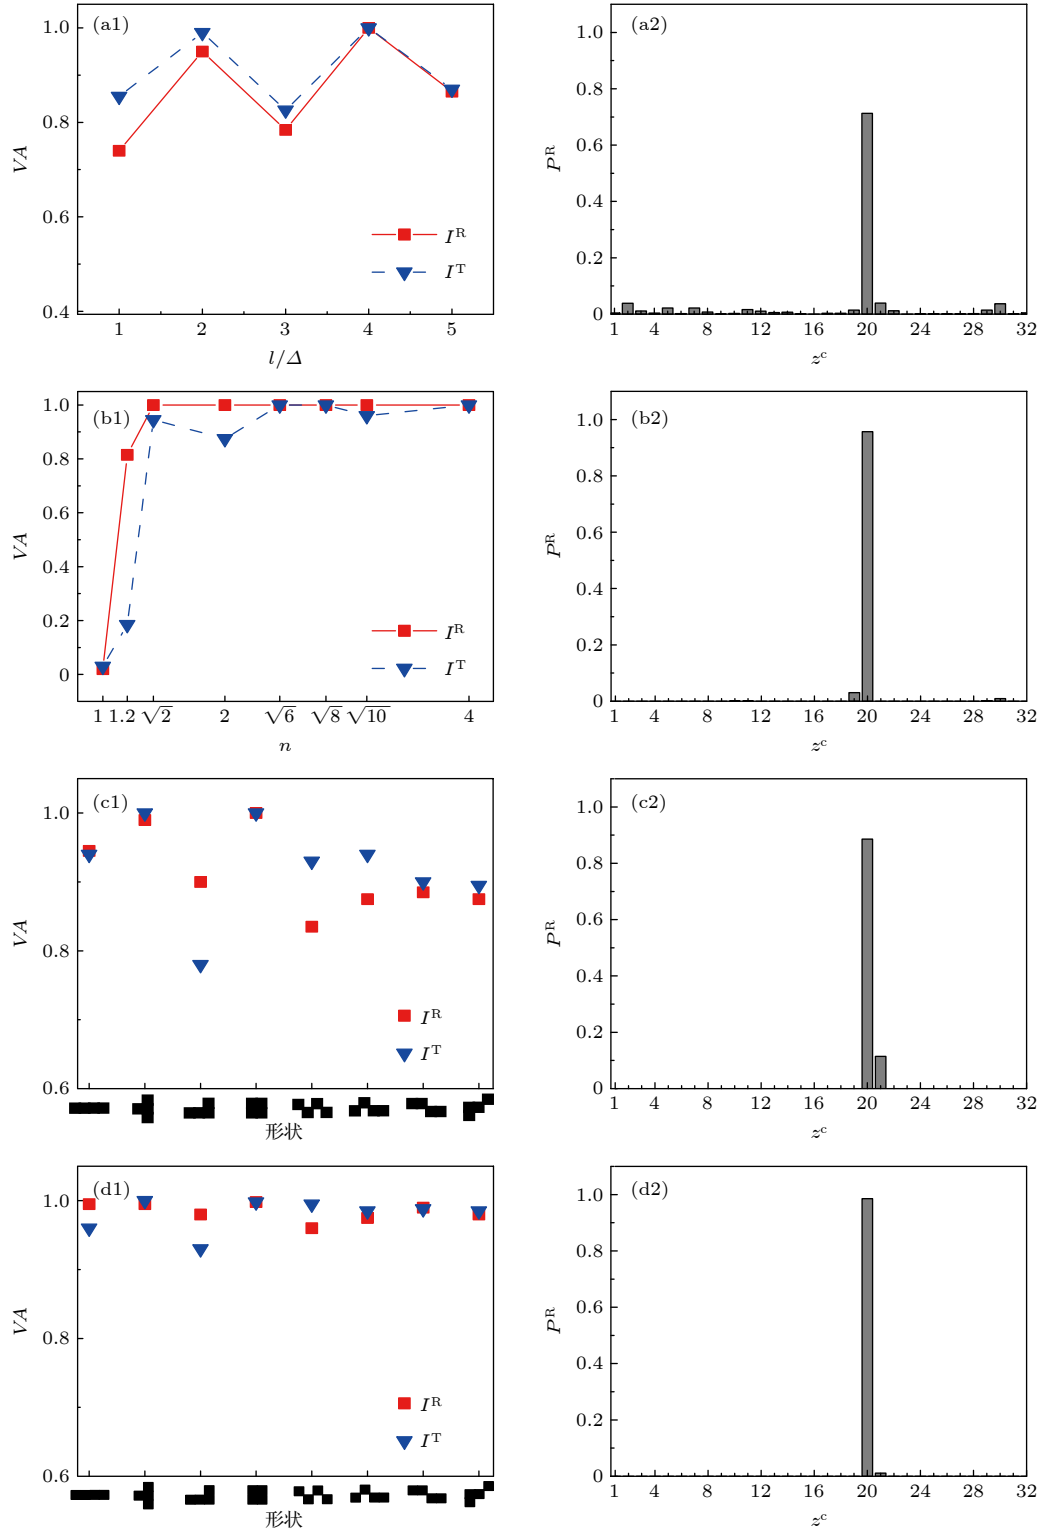 (a1)
1.0
0.8
0.6
0.4
VA
1 2 3 4 5
l/Δ
I^R
I^T
(a2)
1.0
0.8
0.6
0.4
0.2
0
P^R
1 4 8 12 16 20 24 28 32
z^c
(b1)
1.0
0.8
0.6
0.4
0.2
0
VA
1 1.2 √2 2 √6 √8 √10 4
n
I^R
I^T
(b2)
1.0
0.8
0.6
0.4
0.2
0
P^R
1 4 8 12 16 20 24 28 32
z^c
(c1)
1.0
0.8
0.6
VA
形状
I^R
I^T
(c2)
1.0
0.8
0.6
0.4
0.2
0
P^R
1 4 8 12 16 20 24 28 32
z^c
(d1)
1.0
0.8
0.6
VA
形状
I^R
I^T
(d2)
1.0
0.8
0.6
0.4
0.2
0
P^R
1 4 8 12 16 20 24 28 32
z^c